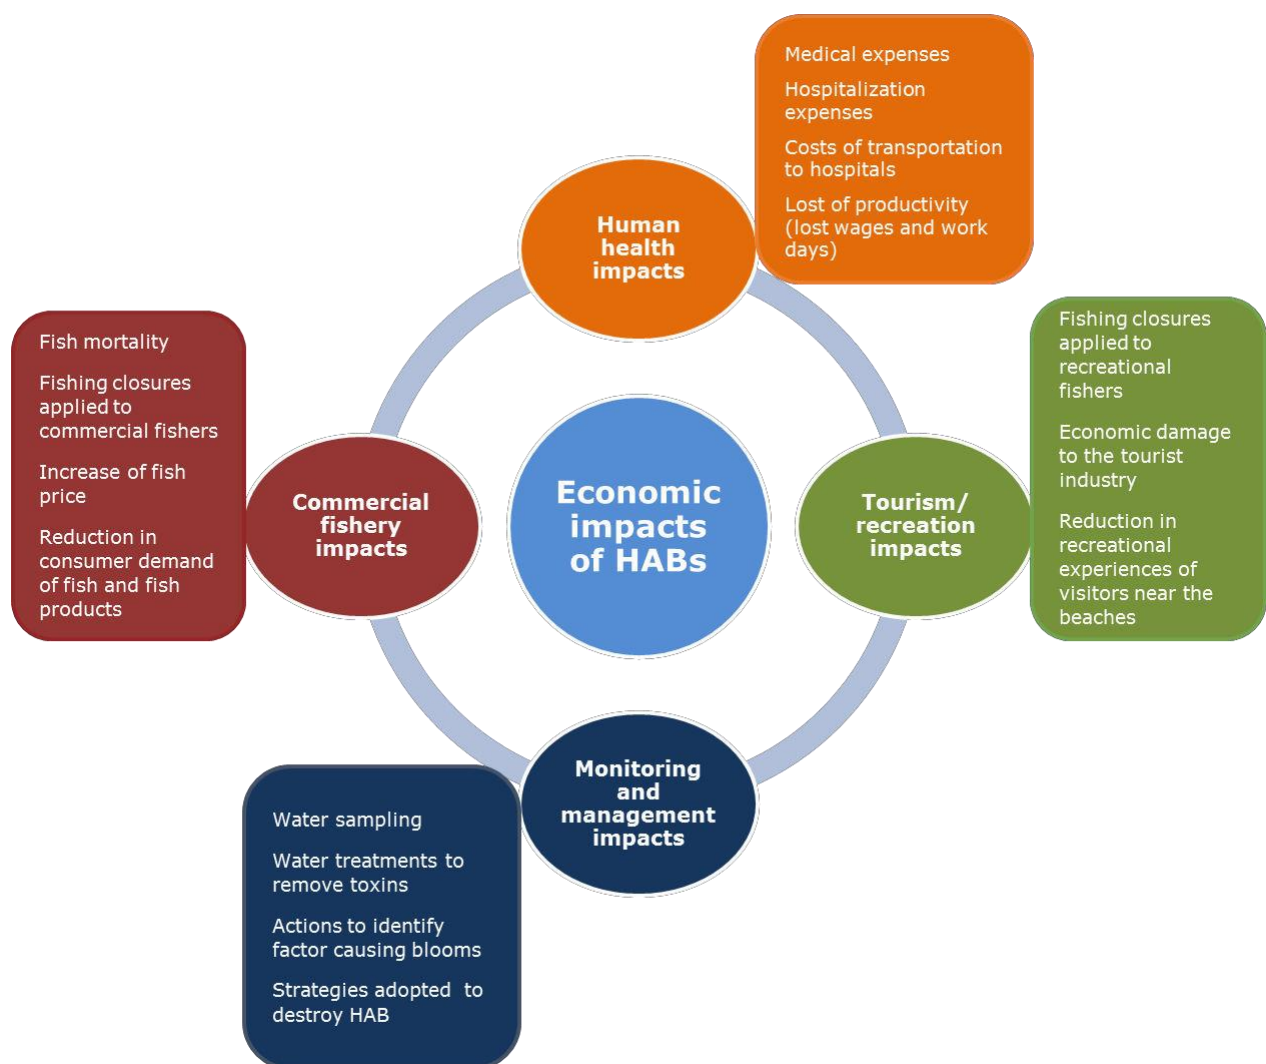 Medical expenses
Hospitalization
expenses
Costs of transportation
to hospitals
Lost of productivity
(lost wages and work
days)
Human
health
impacts
Fish mortality
Fishing closures
applied to
commercial fishers
Increase of fish
price
Reduction in
consumer demand
of fish and fish
products
Commercial
fishery
impacts
Economic
impacts
of HABs
Tourism/
recreation
impacts
Fishing closures
applied to
recreational
fishers
Economic damage
to the tourist
industry
Reduction in
recreational
experiences of
visitors near the
beaches
Monitoring
and
management
impacts
Water sampling
Water treatments to
remove toxins
Actions to identify
factor causing blooms
Strategies adopted  to
destroy HAB